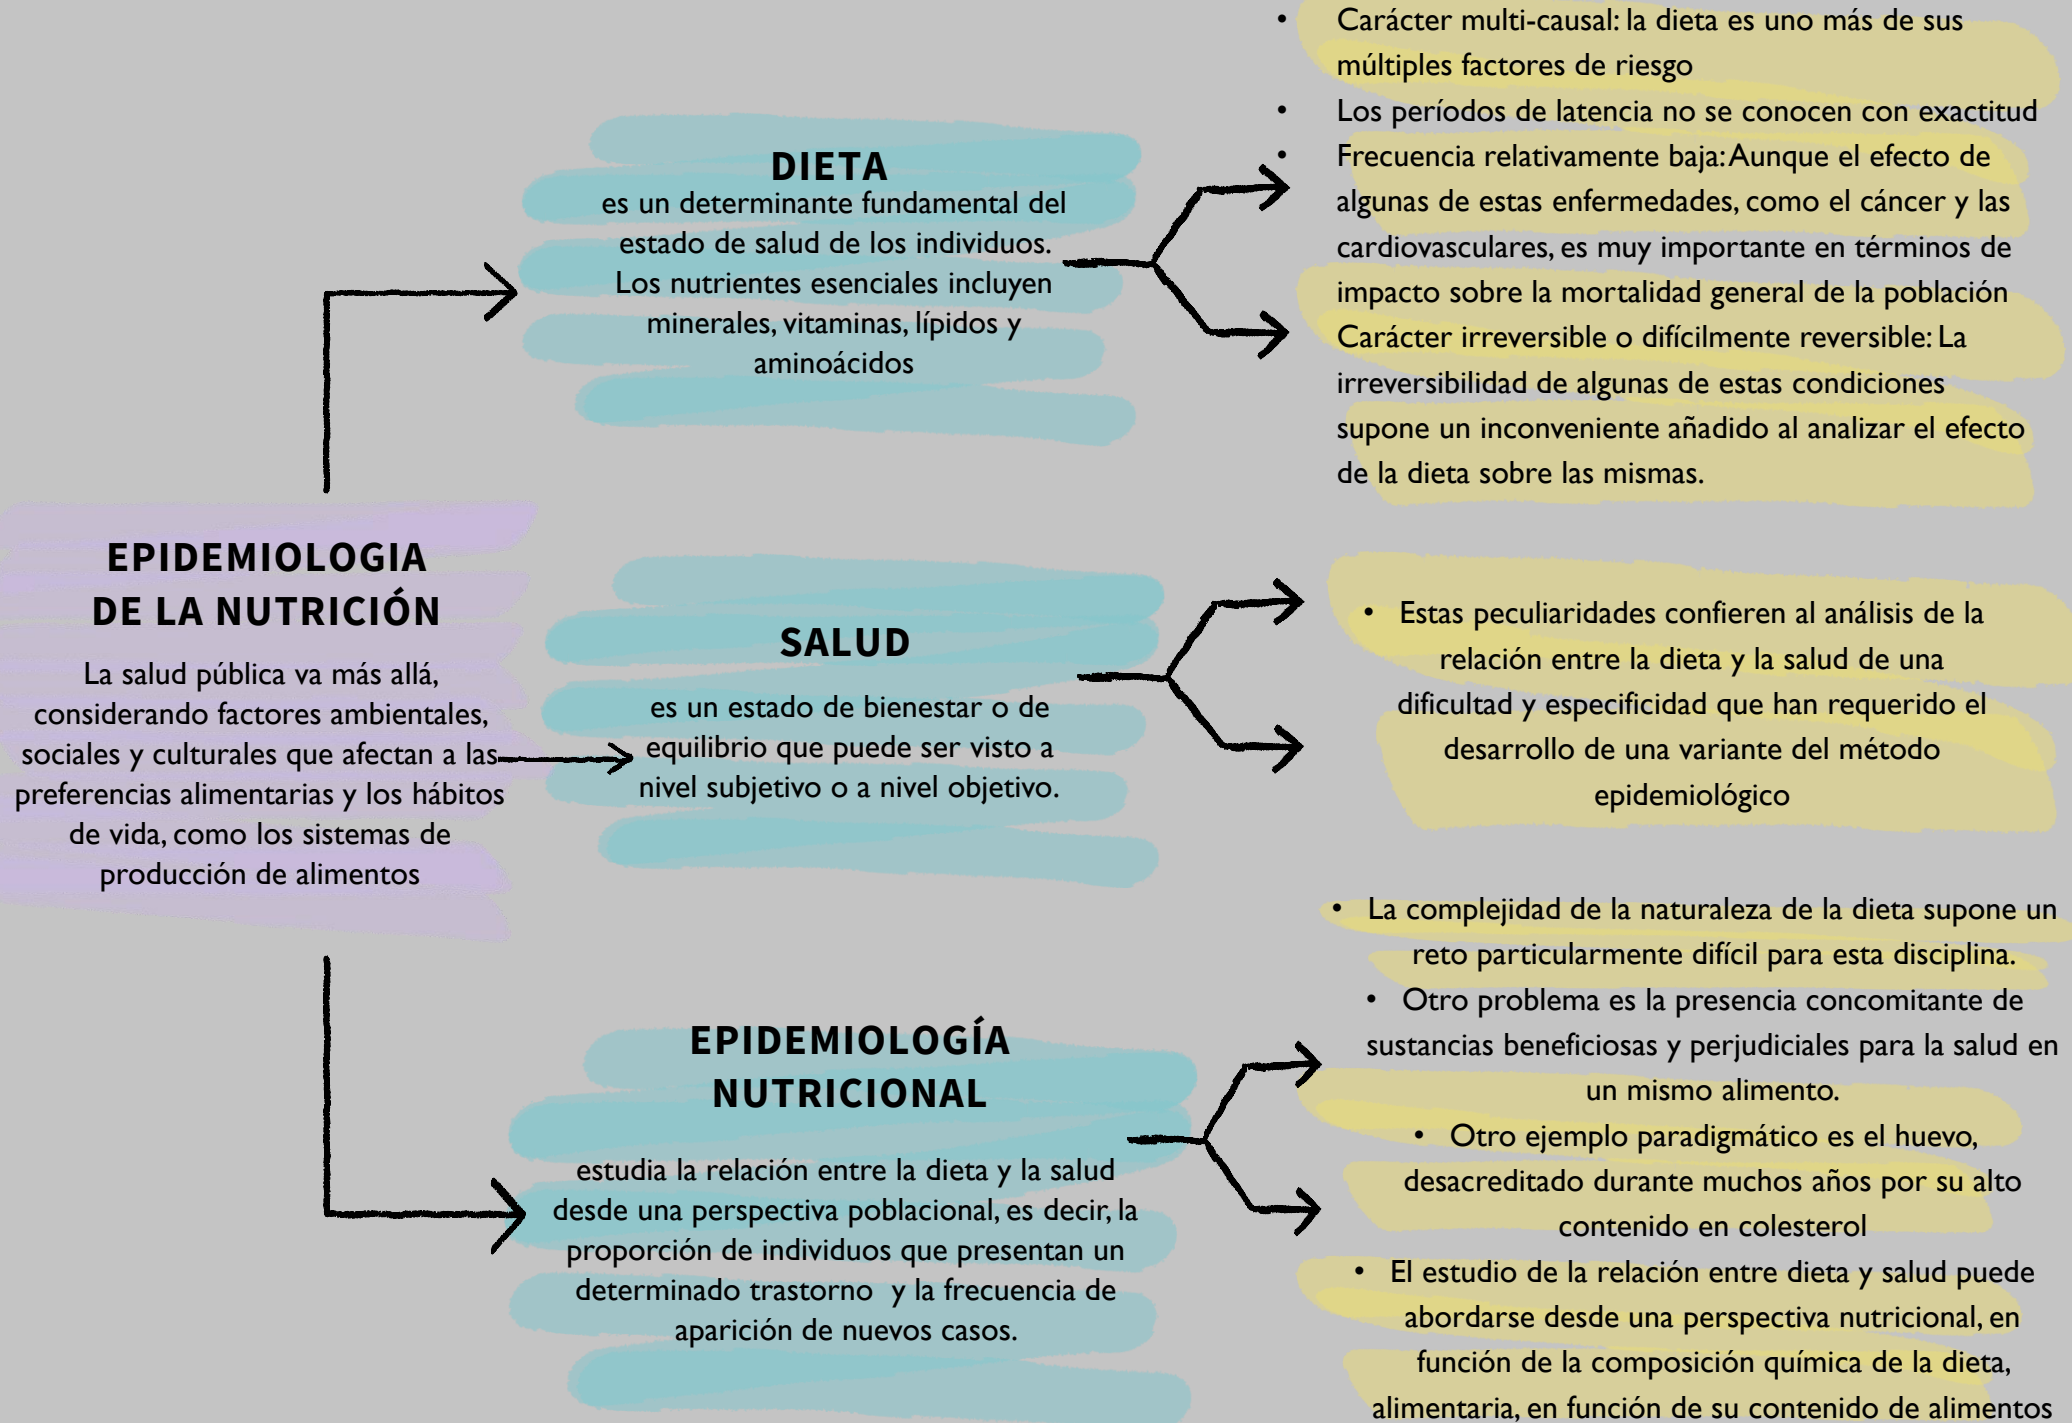 EPIDEMIOLOGIA
DE LA NUTRICIÓN
La salud pública va más allá,
considerando factores ambientales,
sociales y culturales que afectan a las
preferencias alimentarias y los hábitos
de vida, como los sistemas de
producción de alimentos
DIETA
es un determinante fundamental del
estado de salud de los individuos.
Los nutrientes esenciales incluyen
minerales, vitaminas, lípidos y
aminoácidos
• Carácter multi-causal: la dieta es uno más de sus
múltiples factores de riesgo
• Los períodos de latencia no se conocen con exactitud
• Frecuencia relativamente baja: Aunque el efecto de
algunas de estas enfermedades, como el cáncer y las
cardiovasculares, es muy importante en términos de
impacto sobre la mortalidad general de la población
Carácter irreversible o difícilmente reversible: La
irreversibilidad de algunas de estas condiciones
supone un inconveniente añadido al analizar el efecto
de la dieta sobre las mismas.
SALUD
es un estado de bienestar o de
equilibrio que puede ser visto a
nivel subjetivo o a nivel objetivo.
• Estas peculiaridades confieren al análisis de la
relación entre la dieta y la salud de una
dificultad y especificidad que han requerido el
desarrollo de una variante del método
epidemiológico
EPIDEMIOLOGÍA
NUTRICIONAL
estudia la relación entre la dieta y la salud
desde una perspectiva poblacional, es decir, la
proporción de individuos que presentan un
determinado trastorno y la frecuencia de
aparición de nuevos casos.
• La complejidad de la naturaleza de la dieta supone un
reto particularmente difícil para esta disciplina.
• Otro problema es la presencia concomitante de
sustancias beneficiosas y perjudiciales para la salud en
un mismo alimento.
• Otro ejemplo paradigmático es el huevo,
desacreditado durante muchos años por su alto
contenido en colesterol
• El estudio de la relación entre dieta y salud puede
abordarse desde una perspectiva nutricional, en
función de la composición química de la dieta,
alimentaria, en función de su contenido de alimentos